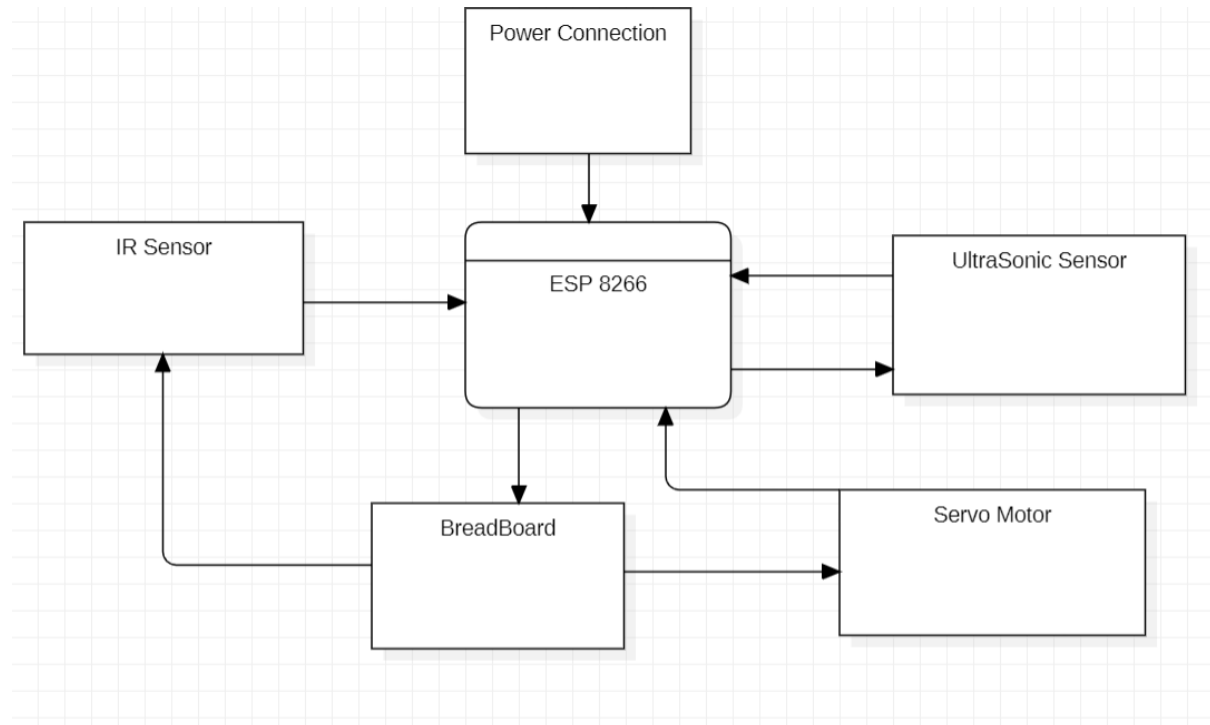 Power Connection
IR Sensor
ESP 8266
UltraSonic Sensor
BreadBoard
Servo Motor